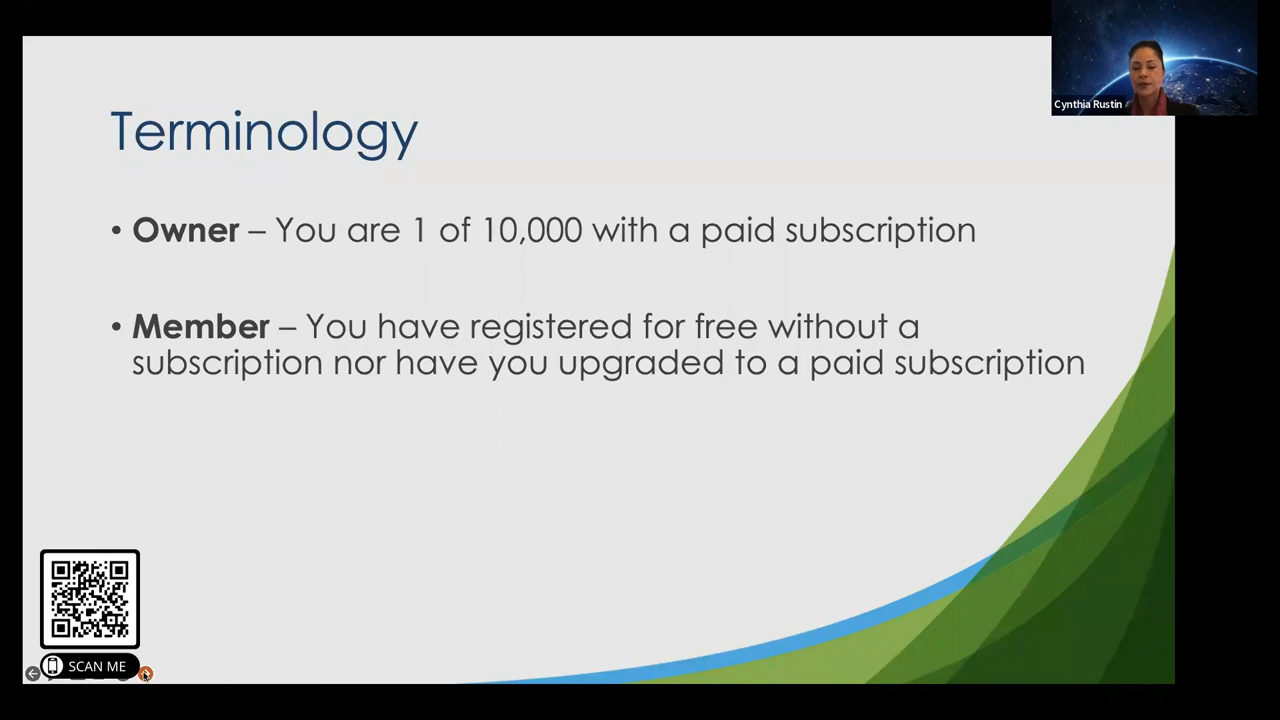 Cynthia Rustin
Terminology
• Owner – You are 1 of 10,000 with a paid subscription
• Member – You have registered for free without a
subscription nor have you upgraded to a paid subscription
SCAN ME